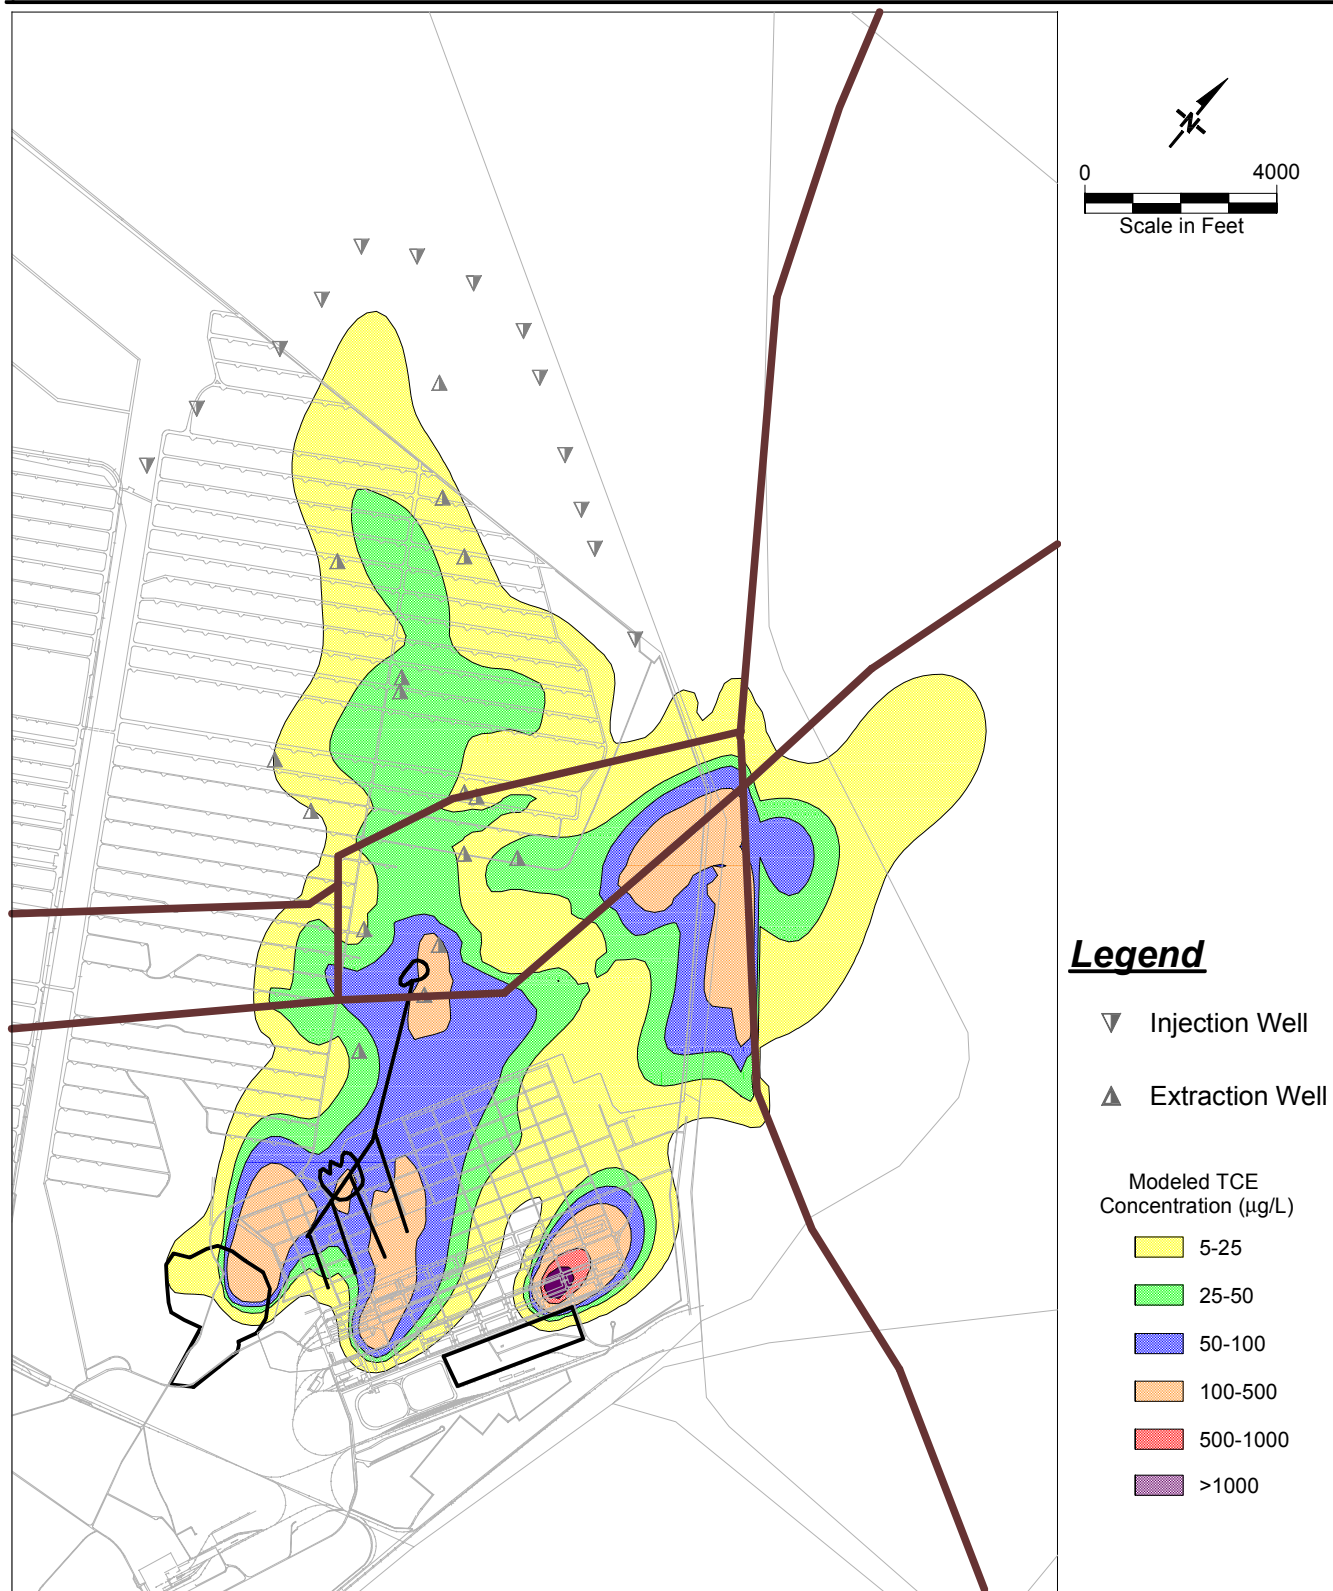 N
0 4000
Scale in Feet
Legend
Injection Well
Extraction Well
Modeled TCE
Concentration (µg/L)
5-25
25-50
50-100
100-500
500-1000
>1000